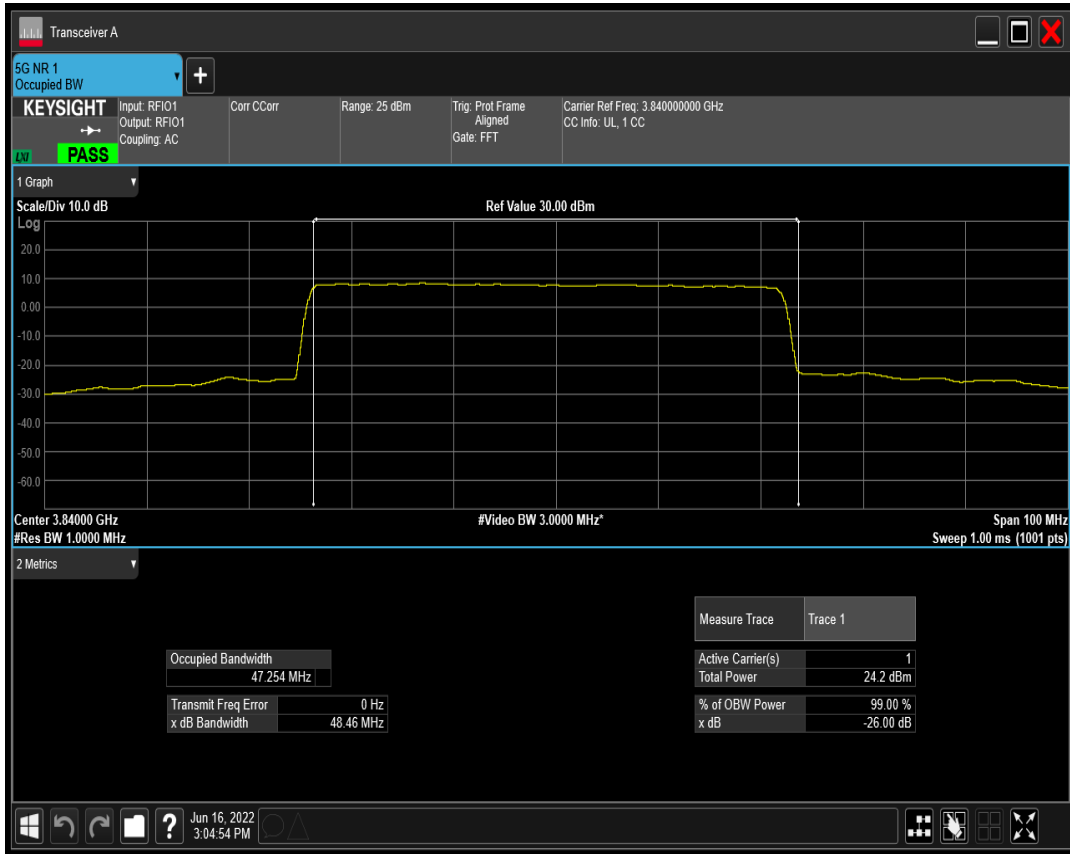 Transceiver A
5G NR 1
Occupied BW
+
KEYSIGHT
LXI
PASS
Input: RFIO1
Output: RFIO1
Coupling: AC
Corr CCorr
Range: 25 dBm
Trig: Prot Frame
Aligned
Gate: FFT
Carrier Ref Freq: 3.840000000 GHz
CC Info: UL, 1 CC
1 Graph
Scale/Div 10.0 dB
Ref Value 30.00 dBm
Log
20.0
10.0
0.00
-10.0
-20.0
-30.0
-40.0
-50.0
-60.0
Center 3.84000 GHz
#Video BW 3.0000 MHz*
Span 100 MHz
#Res BW 1.0000 MHz
Sweep 1.00 ms (1001 pts)
2 Metrics
Measure Trace Trace 1
Occupied Bandwidth
47.254 MHz
Active Carrier(s) 1
Total Power 24.2 dBm
Transmit Freq Error 0 Hz
x dB Bandwidth 48.46 MHz
% of OBW Power 99.00 %
x dB -26.00 dB
?
Jun 16, 2022
3:04:54 PM